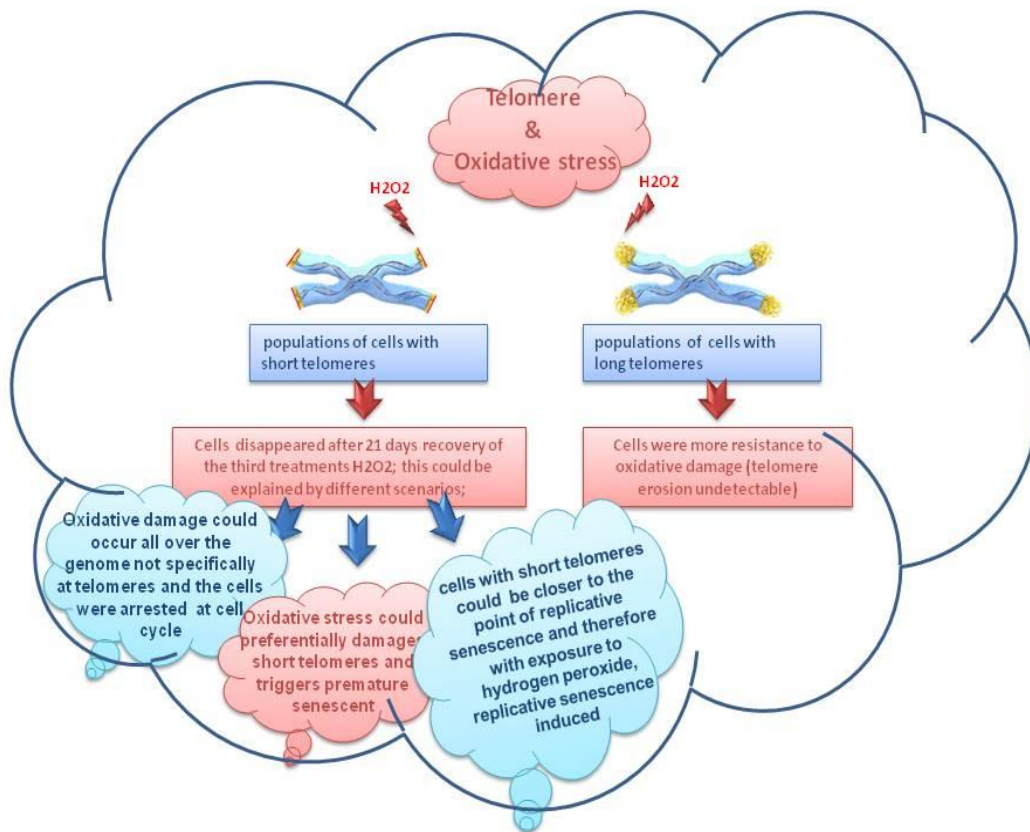 Telomere
&
Oxidative stress
H2O2
H2O2
populations of cells with
short telomeres
populations of cells with
long telomeres
Cells disappeared after 21 days recovery of
the third treatments H2O2; this could be
explained by different scenarios;
Cells were more resistance to
oxidative damage (telomere
erosion undetectable)
Oxidative damage could
occur all over the
genome not specifically
at telomeres and the cells
were arrested at cell
cycle
Oxidative stress could
preferentially damages
short telomeres and
triggers premature
senescent
cells with short telomeres
could be closer to the
point of replicative
senescence and therefore
with exposure to
hydrogen peroxide,
replicative senescence
induced